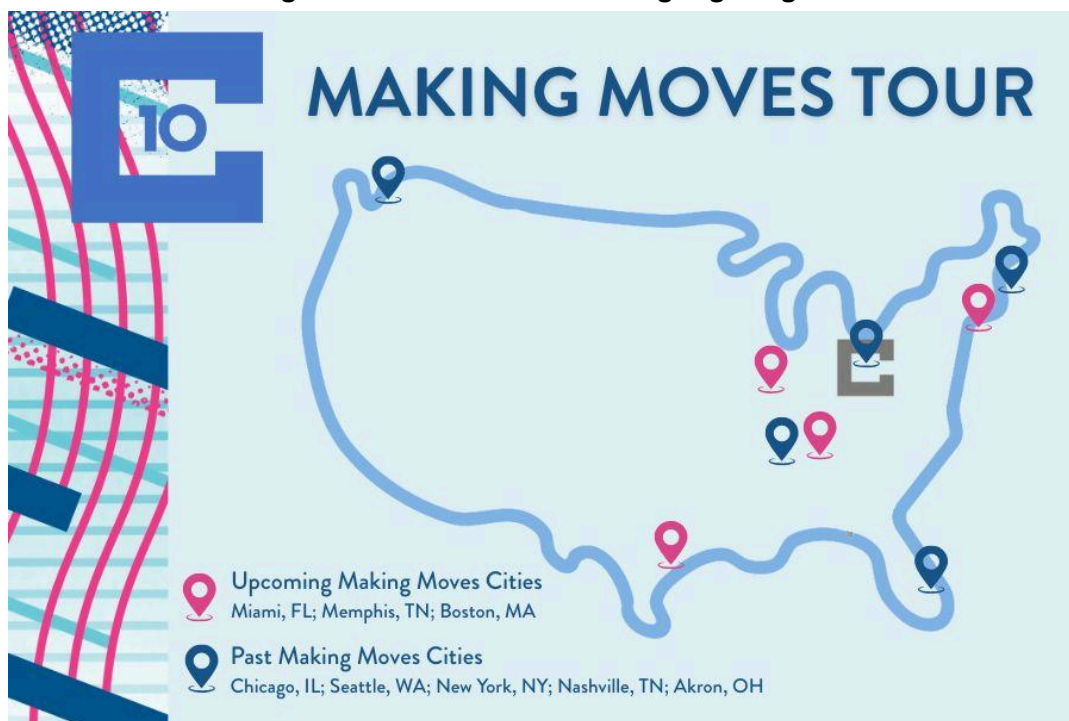 10
MAKING MOVES TOUR
Upcoming Making Moves Cities
Miami, FL; Memphis, TN; Boston, MA
Past Making Moves Cities
Chicago, IL; Seattle, WA; New York, NY; Nashville, TN; Akron, OH